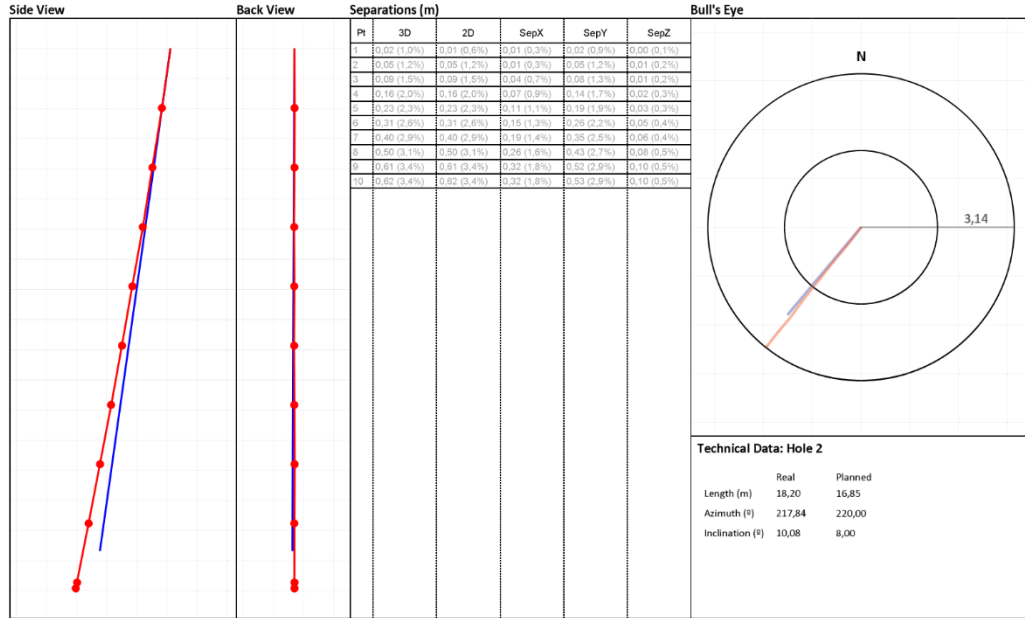 Side View
Back View
Separations (m)
Bull's Eye
Pt 3D 2D SepX SepY SepZ
1 0,02 (1,0%) 0,01 (0,6%) 0,01 (0,3%) 0,02 (0,9%) 0,00 (0,1%)
2 0,05 (1,2%) 0,05 (1,2%) 0,01 (0,3%) 0,05 (1,2%) 0,01 (0,2%)
3 0,09 (1,5%) 0,09 (1,5%) 0,04 (0,7%) 0,08 (1,3%) 0,01 (0,2%)
4 0,16 (2,0%) 0,16 (2,0%) 0,07 (0,9%) 0,14 (1,7%) 0,02 (0,3%)
5 0,23 (2,3%) 0,23 (2,3%) 0,11 (1,1%) 0,19 (1,9%) 0,03 (0,3%)
6 0,31 (2,6%) 0,31 (2,6%) 0,15 (1,3%) 0,26 (2,2%) 0,05 (0,4%)
7 0,40 (2,9%) 0,40 (2,9%) 0,19 (1,4%) 0,35 (2,5%) 0,06 (0,4%)
8 0,50 (3,1%) 0,50 (3,1%) 0,26 (1,6%) 0,43 (2,7%) 0,08 (0,5%)
9 0,61 (3,4%) 0,61 (3,4%) 0,32 (1,8%) 0,52 (2,9%) 0,10 (0,5%)
10 0,62 (3,4%) 0,62 (3,4%) 0,32 (1,8%) 0,53 (2,9%) 0,10 (0,5%)
N
3,14
Technical Data: Hole 2
Real Planned
Length (m) 18,20 16,85
Azimuth (º) 217,84 220,00
Inclination (º) 10,08 8,00